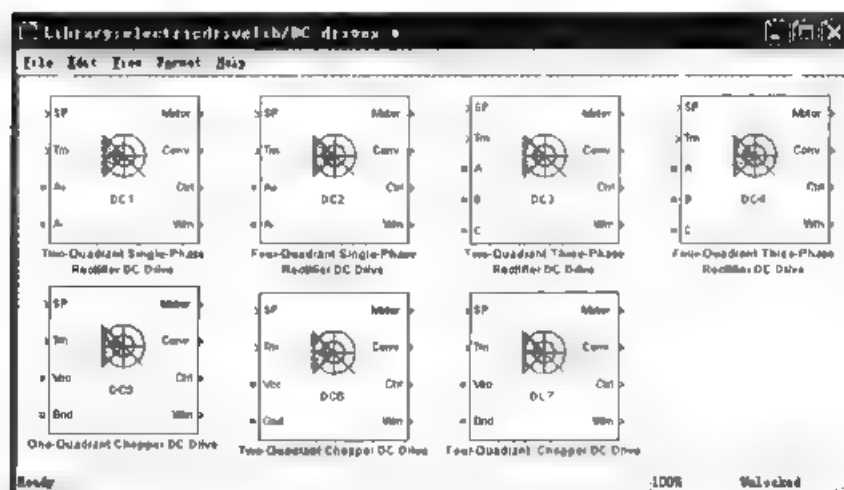 Library:electricdrivelib/DC drives *
File Edit View Format Help
SP Motor SP Motor SP Motor SP Motor
Tm Conv Tm Conv Tm Conv Tm Conv
A+ Ctrl A+ Ctrl A Ctrl A Ctrl
B B
A- Wm A- Wm C Wm C Wm
DC1 DC2 DC3 DC4
Two-Quadrant Single-Phase Four-Quadrant Single-Phase Two-Quadrant Three-Phase Four-Quadrant Three-Phase
Rectifier DC Drive Rectifier DC Drive Rectifier DC Drive Rectifier DC Drive
SP Motor SP Motor SP Motor
Tm Conv Tm Conv Tm Conv
Vcc Ctrl Vcc Ctrl Vcc Ctrl
DC5 DC6 DC7
Gnd Wm Gnd Wm Gnd Wm
One-Quadrant Chopper DC Drive Two-Quadrant Chopper DC Drive Four-Quadrant Chopper DC Drive
Ready 100% Unlocked